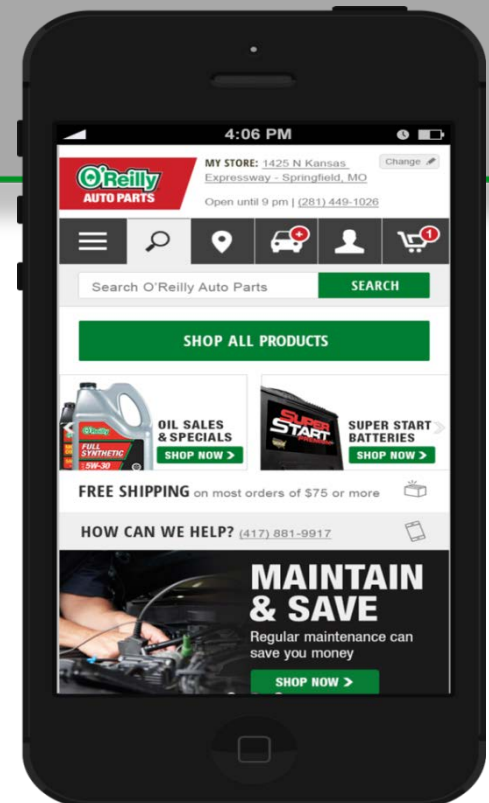 4:06 PM
O'Reilly
AUTO PARTS
MY STORE: 1425 N Kansas
Expressway - Springfield, MO
Change
Open until 9 pm | (281) 449-1026
+
1
Search O'Reilly Auto Parts
SEARCH
SHOP ALL PRODUCTS
O'Reilly
FULL
SYNTHETIC
5W-30
OIL SALES
& SPECIALS
SHOP NOW >
SUPER
START
PREMIUM
SUPER START
BATTERIES
SHOP NOW >
FREE SHIPPING on most orders of $75 or more
HOW CAN WE HELP? (417) 881-9917
MAINTAIN
& SAVE
Regular maintenance can
save you money
SHOP NOW >